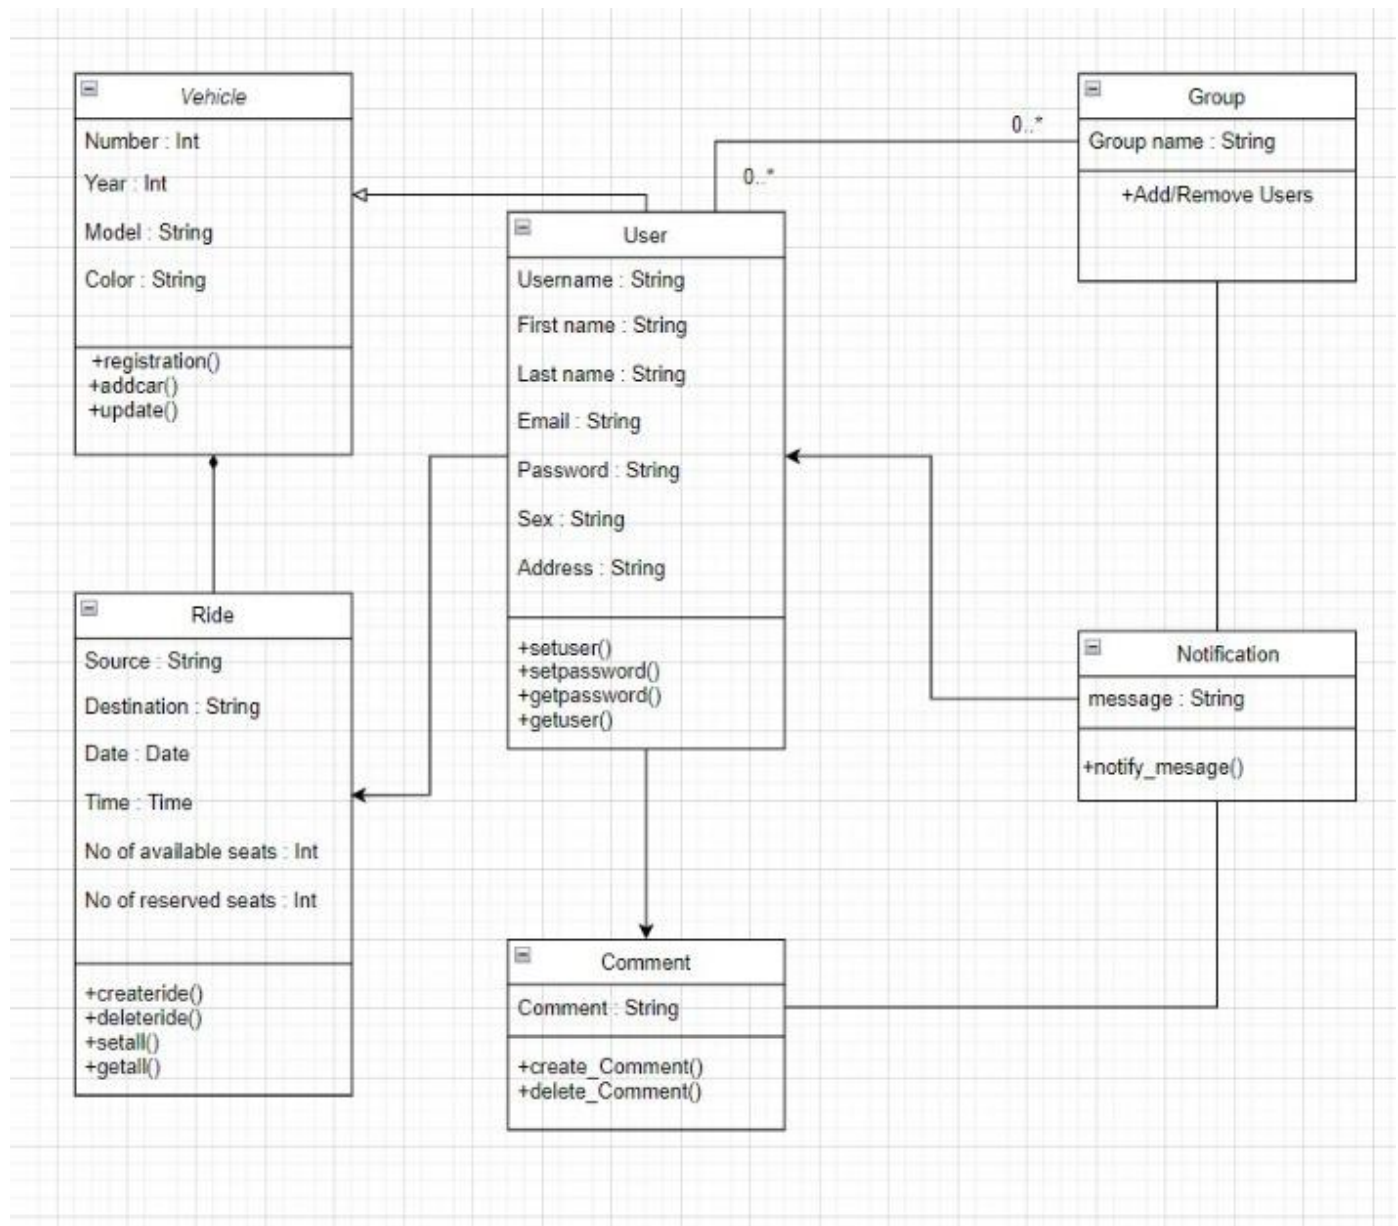 Vehicle
Number : Int
Year : Int
Model : String
Color : String
+registration()
+addcar()
+update()
0..*
0..*
Group
Group name : String
+Add/Remove Users
User
Username : String
First name : String
Last name : String
Email : String
Password : String
Sex : String
Address : String
+setuser()
+setpassword()
+getpassword()
+getuser()
Ride
Source : String
Destination : String
Date : Date
Time : Time
No of available seats : Int
No of reserved seats : Int
+createride()
+deleteride()
+setall()
+getall()
Notification
message : String
+notify_mesage()
Comment
Comment : String
+create_Comment()
+delete_Comment()